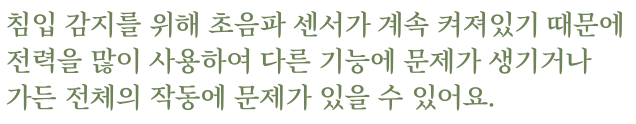 침입 감지를 위해 초음파 센서가 계속 켜져있기 때문에
전력을 많이 사용하여 다른 기능에 문제가 생기거나
가든 전체의 작동에 문제가 있을 수 있어요.